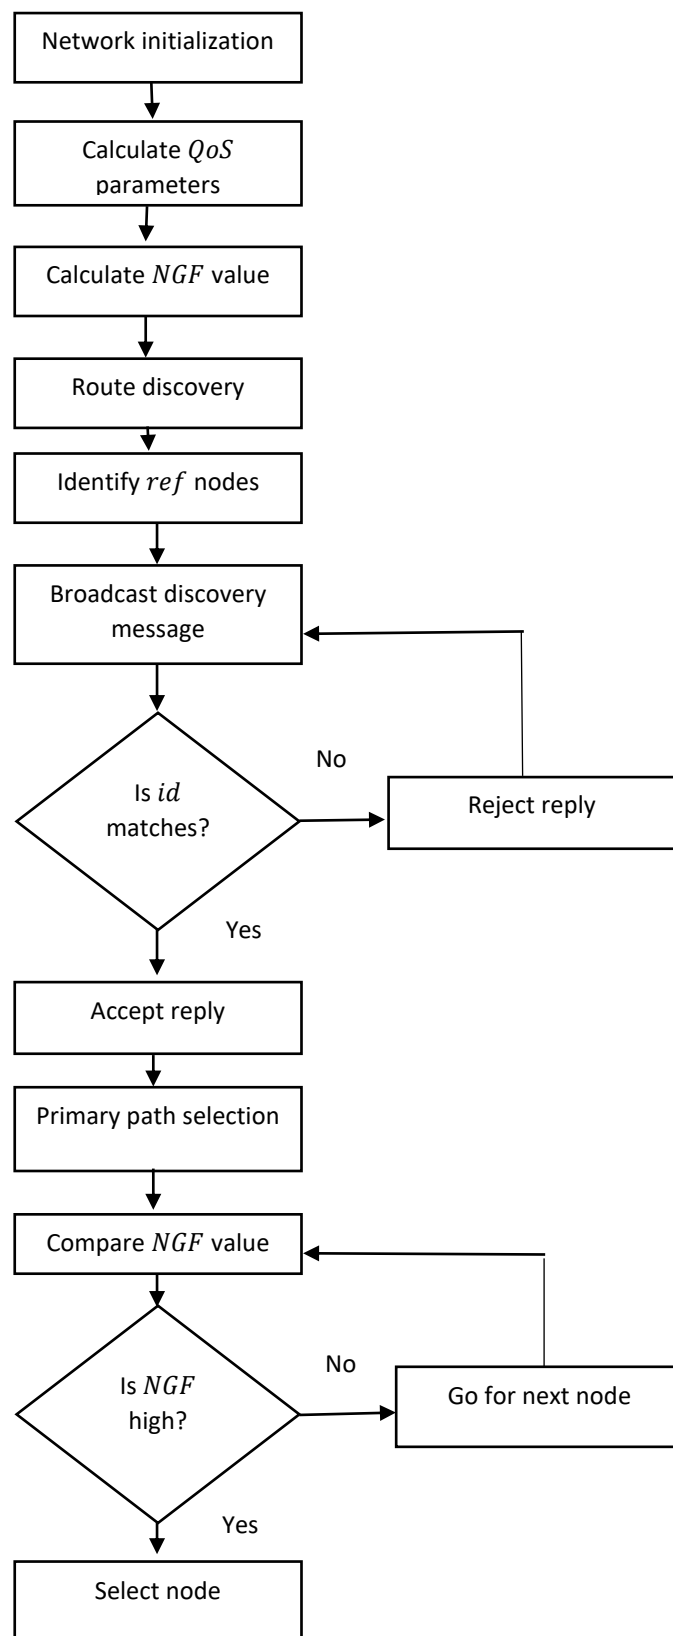 Network initialization
Calculate QoS
parameters
Calculate NGF value
Route discovery
Identify ref nodes
Broadcast discovery
message
No
Is id
matches?
Reject reply
Yes
Accept reply
Primary path selection
Compare NGF value
No
Is NGF
high?
Go for next node
Yes
Select node